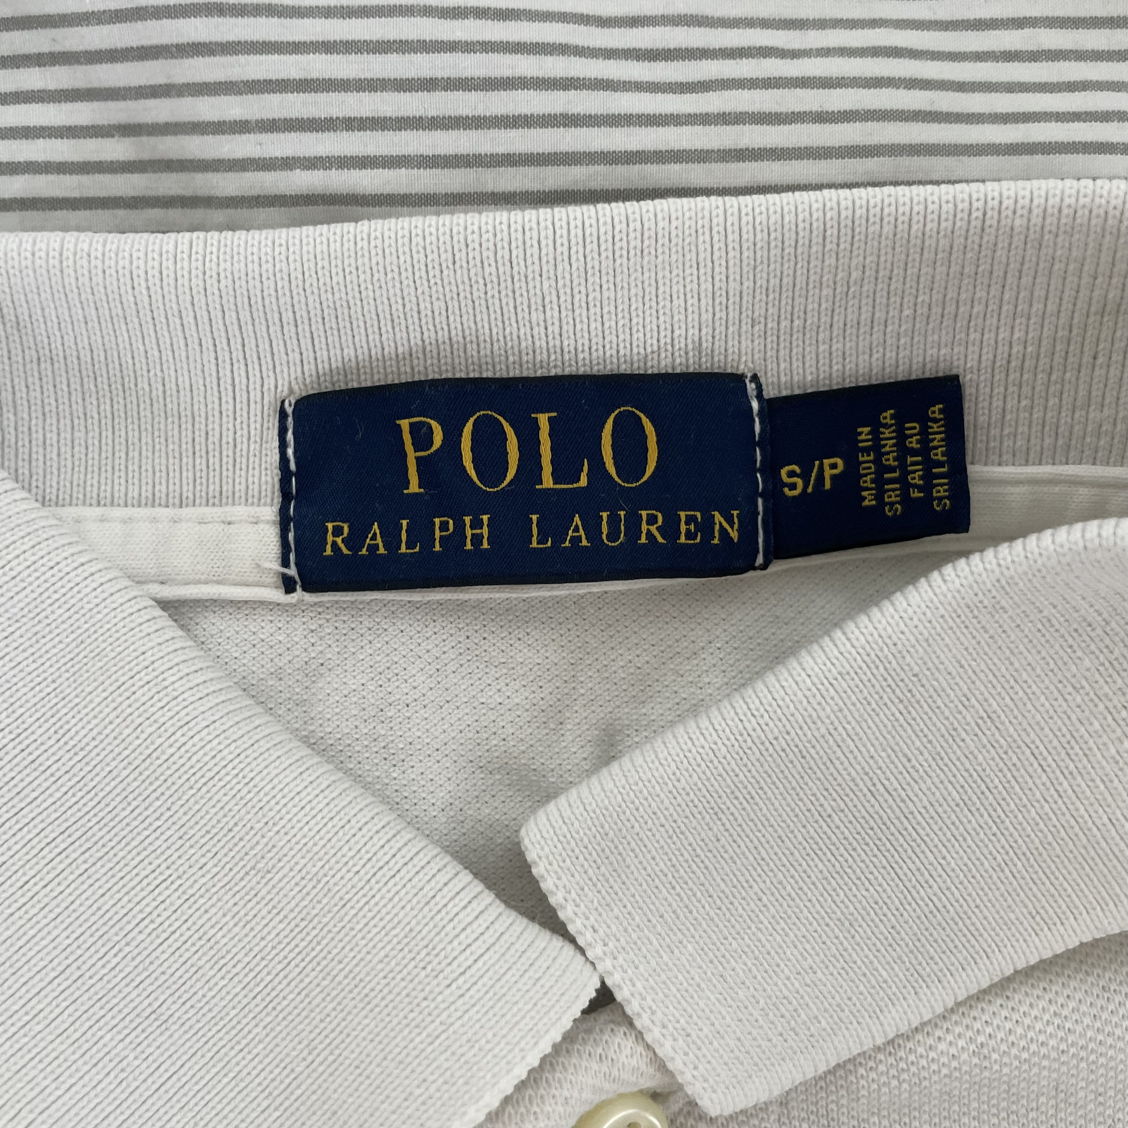 POLO
RALPH LAUREN
S/P
MADE IN
SRI LANKA
FAIT AU
SRI LANKA